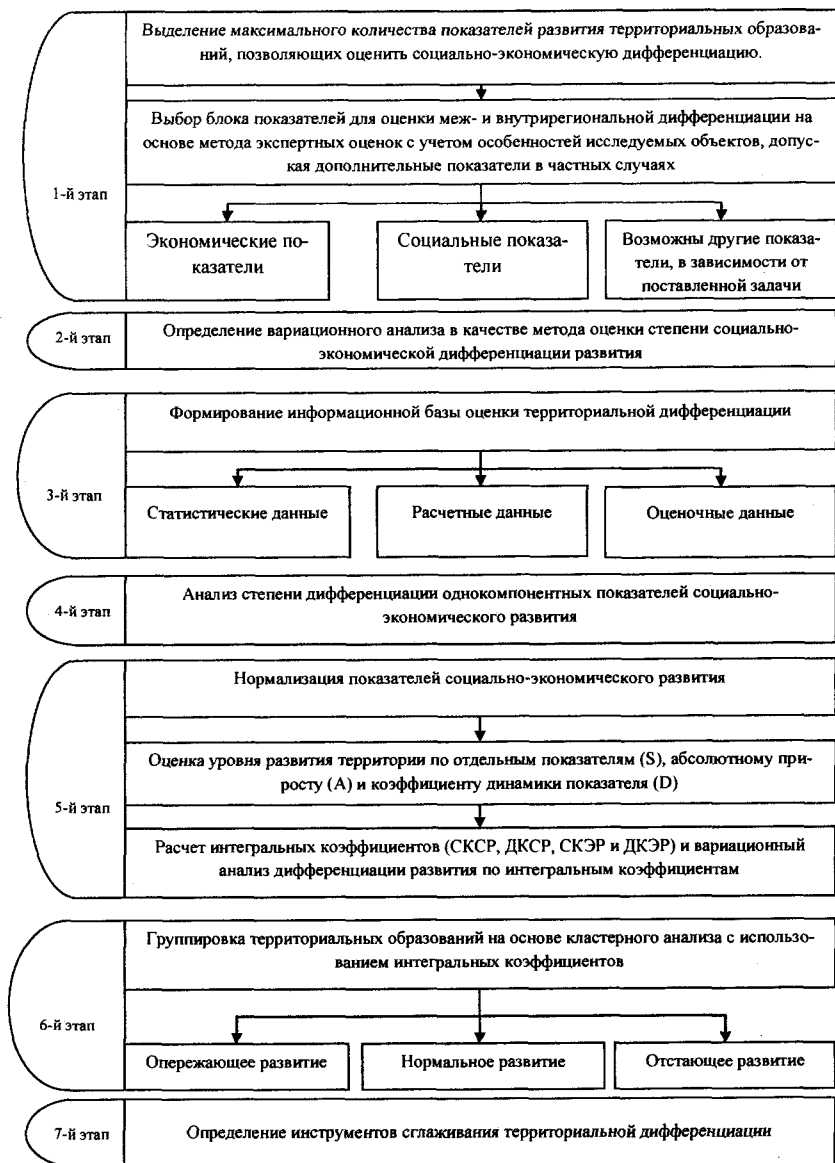 Выделение максимального количества показателей развития территориальных образова-
ний, позволяющих оценить социально-экономическую дифференциацию.
Выбор блока показателей для оценки меж- и внутрирегиональной дифференциации на
основе метода экспертных оценок с учетом особенностей исследуемых объектов, допус-
кая дополнительные показатели в частных случаях
1-й этап
Экономические по-
казатели
Социальные показа-
тели
Возможны другие показа-
тели, в зависимости от
поставленной задачи
2-й этап
Определение вариационного анализа в качестве метода оценки степени социально-
экономической дифференциации развития
Формирование информационной базы оценки территориальной дифференциации
3-й этап
Статистические данные
Расчетные данные
Оценочные данные
4-й этап
Анализ степени дифференциации однокомпонентных показателей социально-
экономического развития
Нормализация показателей социально-экономического развития
Оценка уровня развития территории по отдельным показателям (S), абсолютному при-
росту (A) и коэффициенту динамики показателя (D)
5-й этап
Расчет интегральных коэффициентов (СКСР, ДКСР, СКЭР и ДКЭР) и вариационный
анализ дифференциации развития по интегральным коэффициентам
Группировка территориальных образований на основе кластерного анализа с использо-
ванием интегральных коэффициентов
6-й этап
Опережающее развитие
Нормальное развитие
Отстающее развитие
7-й этап
Определение инструментов сглаживания территориальной дифференциации